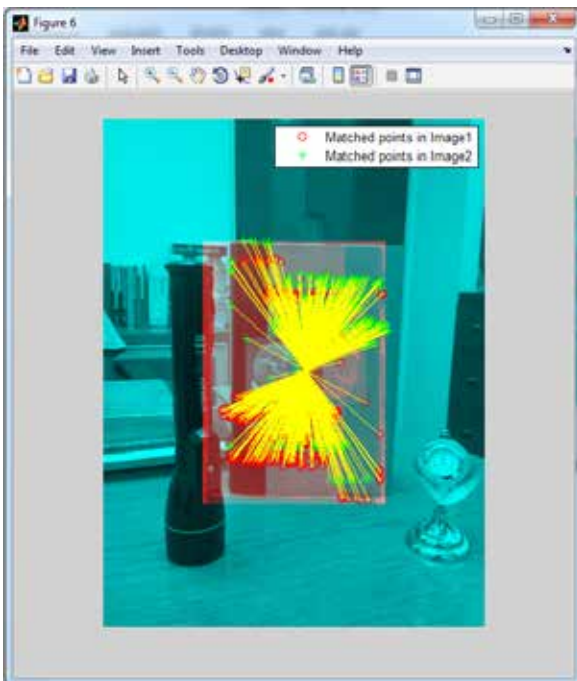 Figure 6
File Edit View Insert Tools Desktop Window Help
Matched points in Image1
Matched points in Image2